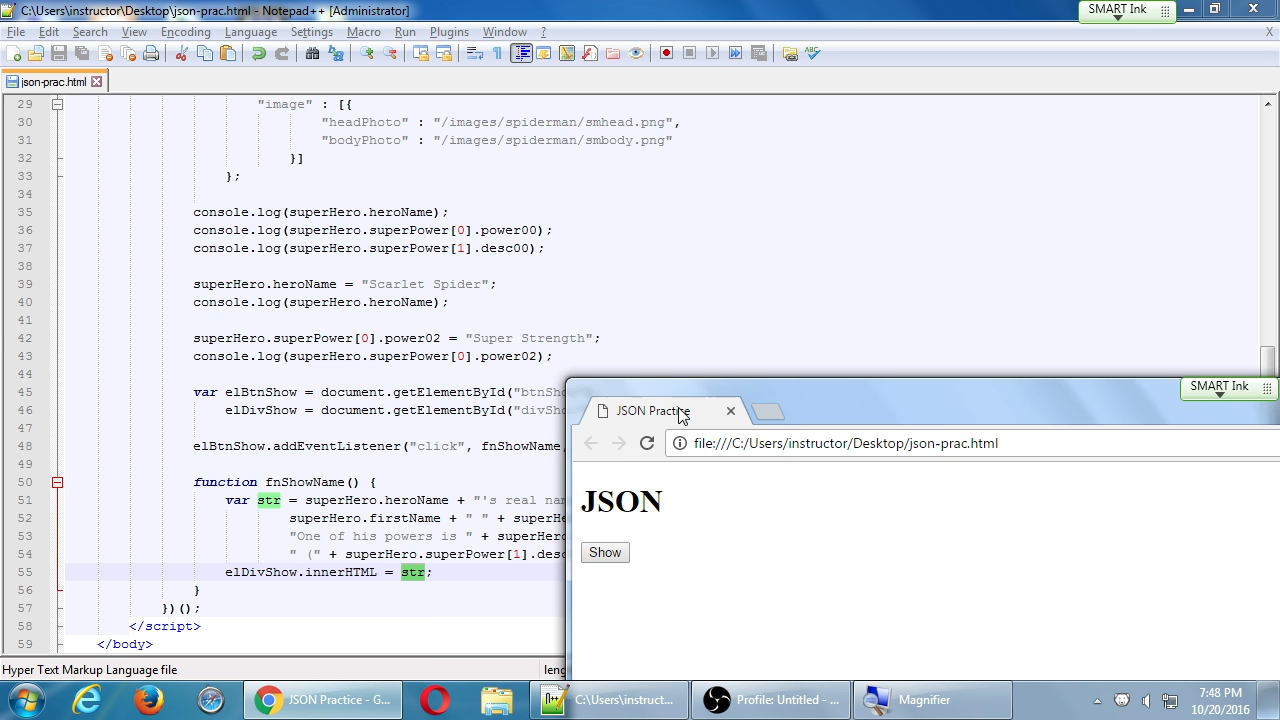 C:\Users\instructor\Desktop\json-prac.html - Notepad++ [Administrator]
SMART Ink
File Edit Search View Encoding Language Settings Macro Run Plugins Window ? X
json-prac.html
29 "image" : [{
30 "headPhoto" : "/images/spiderman/smhead.png",
31 "bodyPhoto" : "/images/spiderman/smbody.png"
32 }]
33 };
34
35 console.log(superHero.heroName);
36 console.log(superHero.superPower[0].power00);
37 console.log(superHero.superPower[1].desc00);
38
39 superHero.heroName = "Scarlet Spider";
40 console.log(superHero.heroName);
41
42 superHero.superPower[0].power02 = "Super Strength";
43 console.log(superHero.superPower[0].power02);
44
45 var elBtnShow = document.getElementById("btnSho
46 elDivShow = document.getElementById("divSho
47
48 elBtnShow.addEventListener("click", fnShowName,
49
50 function fnShowName() {
51 var str = superHero.heroName + "'s real nam
52 superHero.firstName + " " + superHe
53 "One of his powers is " + superHero
54 " (" + superHero.superPower[1].desc
55 elDivShow.innerHTML = str;
56 }
57 })();
58 </script>
59 </body>
SMART Ink
JSON Practice
file:///C:/Users/instructor/Desktop/json-prac.html
JSON
Show
Hyper Text Markup Language file leng
JSON Practice - G... C:\Users\instruct... Profile: Untitled - ... Magnifier
7:48 PM
10/20/2016